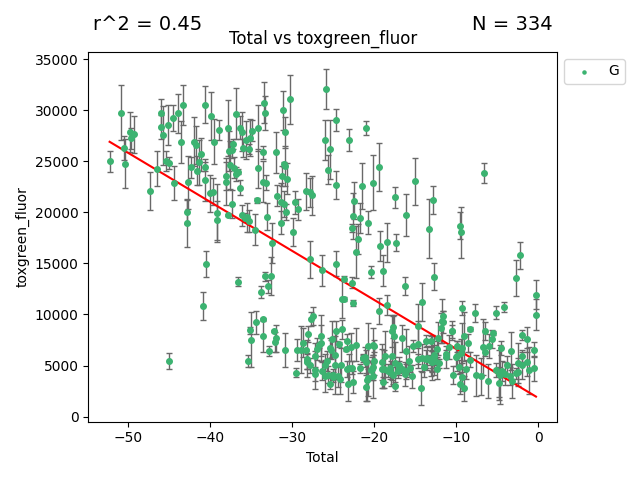 r^2 = 0.45
N = 334
Total vs toxgreen_fluor
G
35000
30000
25000
20000
15000
10000
5000
0
toxgreen_fluor
−50
−40
−30
−20
−10
0
Total